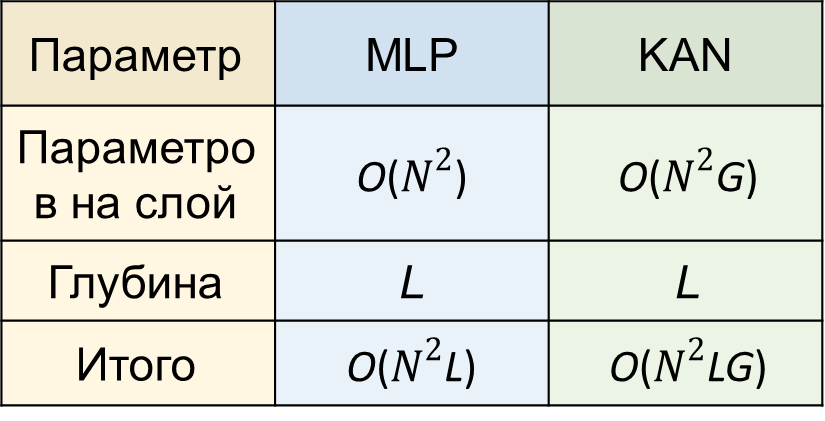 Параметр MLP KAN
Параметро
в на слой O(N²) O(N²G)
Глубина L L
Итого O(N²L) O(N²LG)